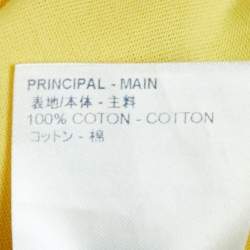 PRINCIPAL - MAIN
表地/本体 - 主料
100% COTON - COTTON
コットン - 棉